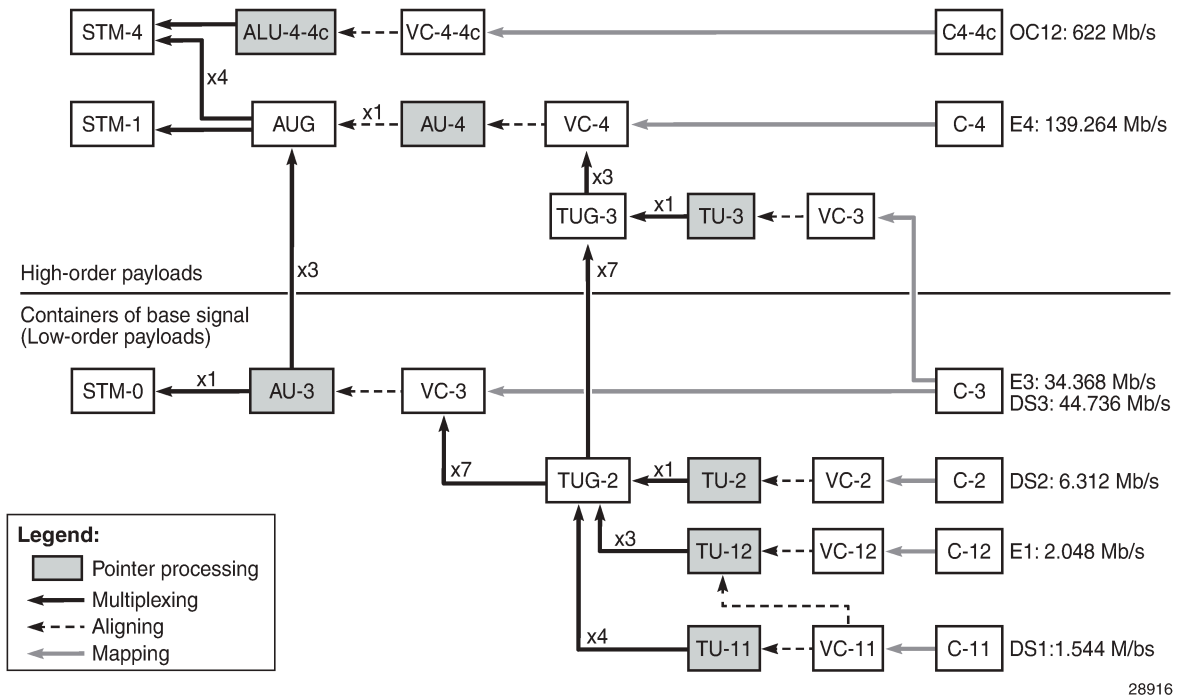 STM-4 ALU-4-4c VC-4-4c C4-4c OC12: 622 Mb/s
x4
STM-1 AUG x1 AU-4 VC-4 C-4 E4: 139.264 Mb/s
x3
TUG-3 x1 TU-3 VC-3
High-order payloads x3 x7
Containers of base signal
(Low-order payloads)
STM-0 x1 AU-3 VC-3 C-3 E3: 34.368 Mb/s
DS3: 44.736 Mb/s
x7 TUG-2 x1 TU-2 VC-2 C-2 DS2: 6.312 Mb/s
x3 TU-12 VC-12 C-12 E1: 2.048 Mb/s
x4 TU-11 VC-11 C-11 DS1:1.544 M/bs
Legend:
Pointer processing
Multiplexing
Aligning
Mapping
28916